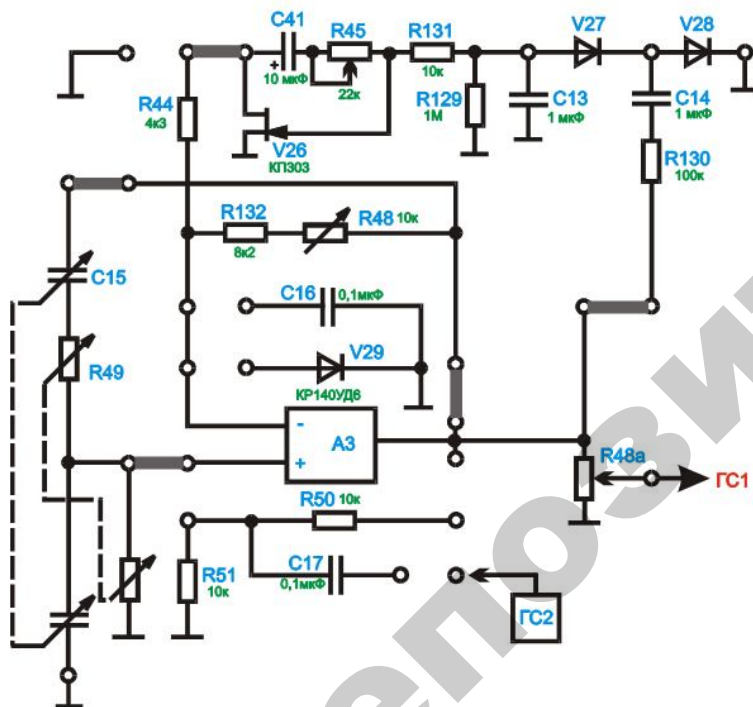 C41
R45
R131
V27
V28
+
10 мкФ
22к
10к
R44
4к3
R129
1М
C13
1 мкФ
C14
1 мкФ
V26
КП303
R130
100к
R132
8к2
R48 10к
C15
C16
0,1мкФ
R49
V29
КР140УД6
-
+
А3
R48а
ГС1
R50 10к
R51
10к
C17
0,1мкФ
ГС2